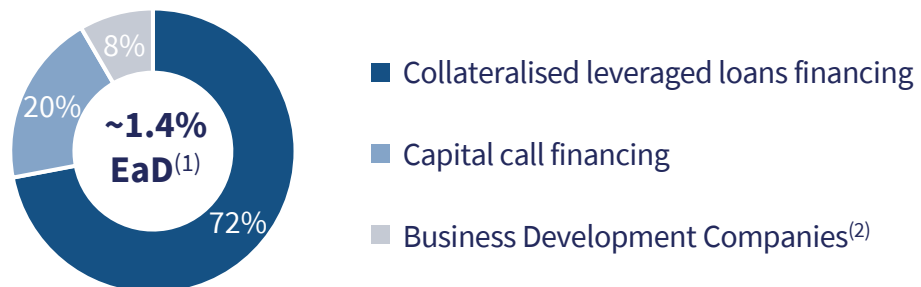 8%
Collateralised leveraged loans financing
20%
~1.4%
EaD(1)
Capital call financing
72%
Business Development Companies(2)